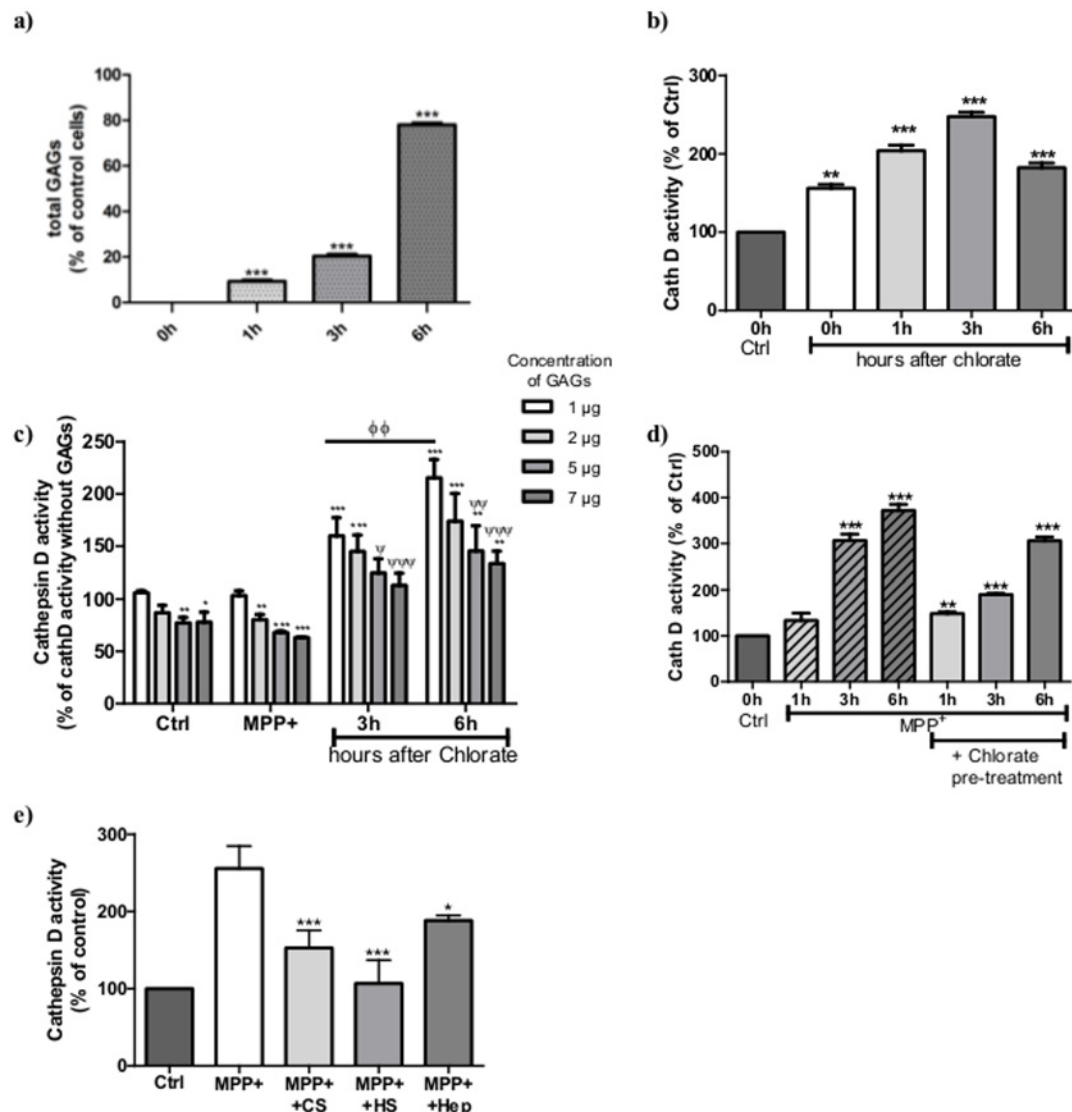 a)
total GAGs
(% of control cells)
100
80
60
40
20
0
***
***
***
0h
1h
3h
6h
b)
Cath D activity (% of Ctrl)
300
200
100
0
**
***
***
***
0h 0h 1h 3h 6h
Ctrl
hours after chlorate
c)
Cathepsin D activity
(% of cathD activity without GAGs)
250
200
150
100
50
0
Concentration
of GAGs
1 µg
2 µg
5 µg
7 µg
ϕϕ
** *
** ***
*** ***
*** *** ψ ψψψ
*** *** ψψ
** ψψψ
**
Ctrl MPP+ 3h 6h
hours after Chlorate
d)
Cath D activity (% of Ctrl)
500
400
300
200
100
0
***
***
**
***
***
0h 1h 3h 6h 1h 3h 6h
Ctrl
MPP+
+ Chlorate
pre-treatment
e)
Cathepsin D activity
(% of control)
300
200
100
0
***
***
*
Ctrl MPP+ MPP+ MPP+ MPP+
+CS +HS +Hep